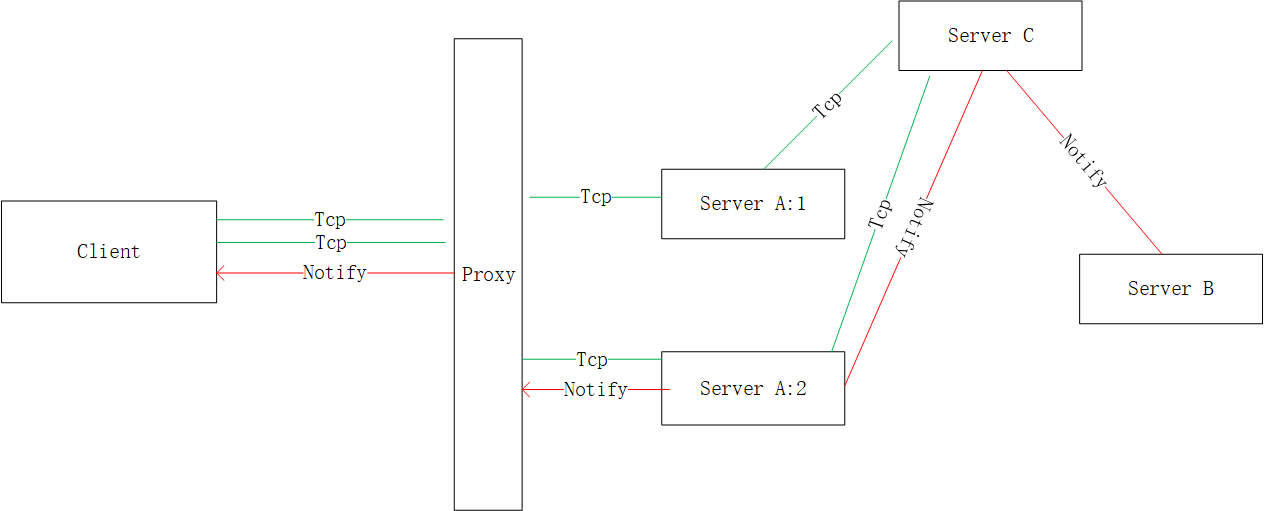 Server C
Tcp
Notify
Tcp
Server A:1
Tcp
Notify
Tcp
Tcp
Client
Notify
Proxy
Server B
Tcp
Notify
Server A:2